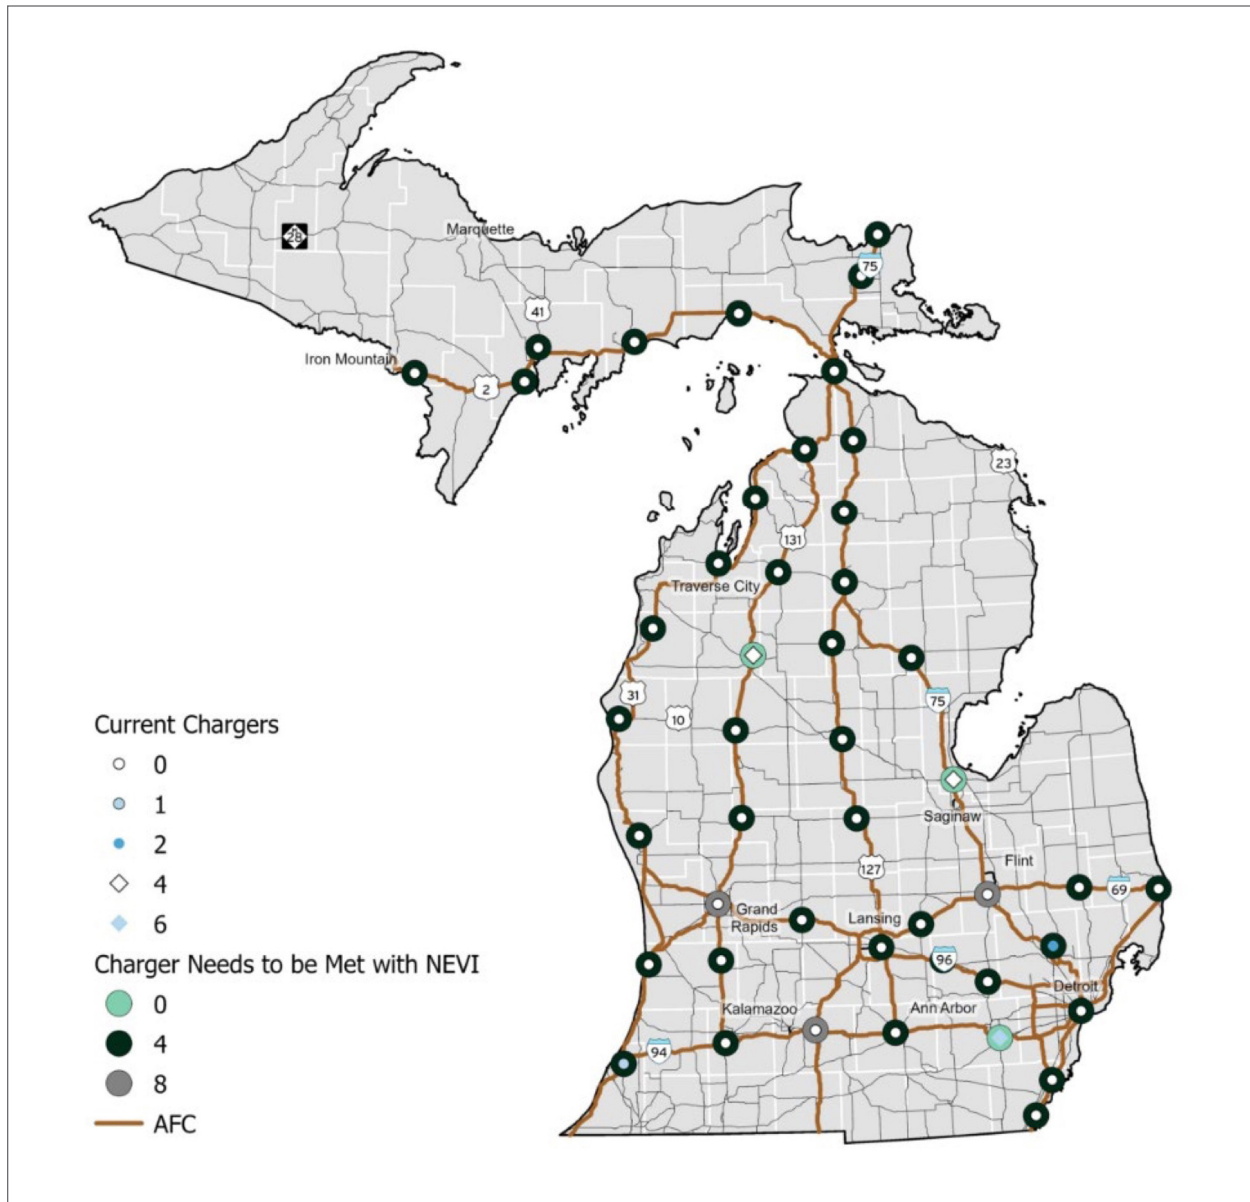 Marquette
28
75
41
Iron Mountain
2
23
131
Traverse City
31
10
75
Saginaw
Flint
127
69
Grand
Rapids
Lansing
96
Detroit
Kalamazoo
Ann Arbor
94
Current Chargers
0
1
2
4
6
Charger Needs to be Met with NEVI
0
4
8
AFC